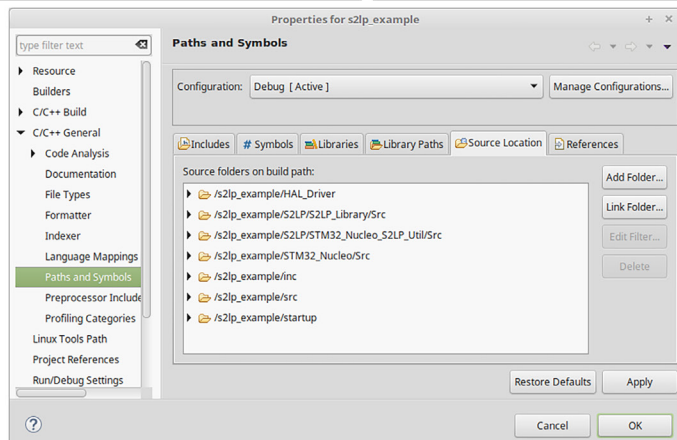 Properties for s2lp_example
type filter text
Resource
Builders
C/C++ Build
C/C++ General
Code Analysis
Documentation
File Types
Formatter
Indexer
Language Mappings
Paths and Symbols
Preprocessor Include
Profiling Categories
Linux Tools Path
Project References
Run/Debug Settings
Paths and Symbols
Configuration: Debug [ Active ] Manage Configurations...
Includes # Symbols Libraries Library Paths Source Location References
Source folders on build path:
/s2lp_example/HAL_Driver
/s2lp_example/S2LP/S2LP_Library/Src
/s2lp_example/S2LP/STM32_Nucleo_S2LP_Util/Src
/s2lp_example/STM32_Nucleo/Src
/s2lp_example/inc
/s2lp_example/src
/s2lp_example/startup
Add Folder...
Link Folder...
Edit Filter...
Delete
Restore Defaults Apply
? Cancel OK